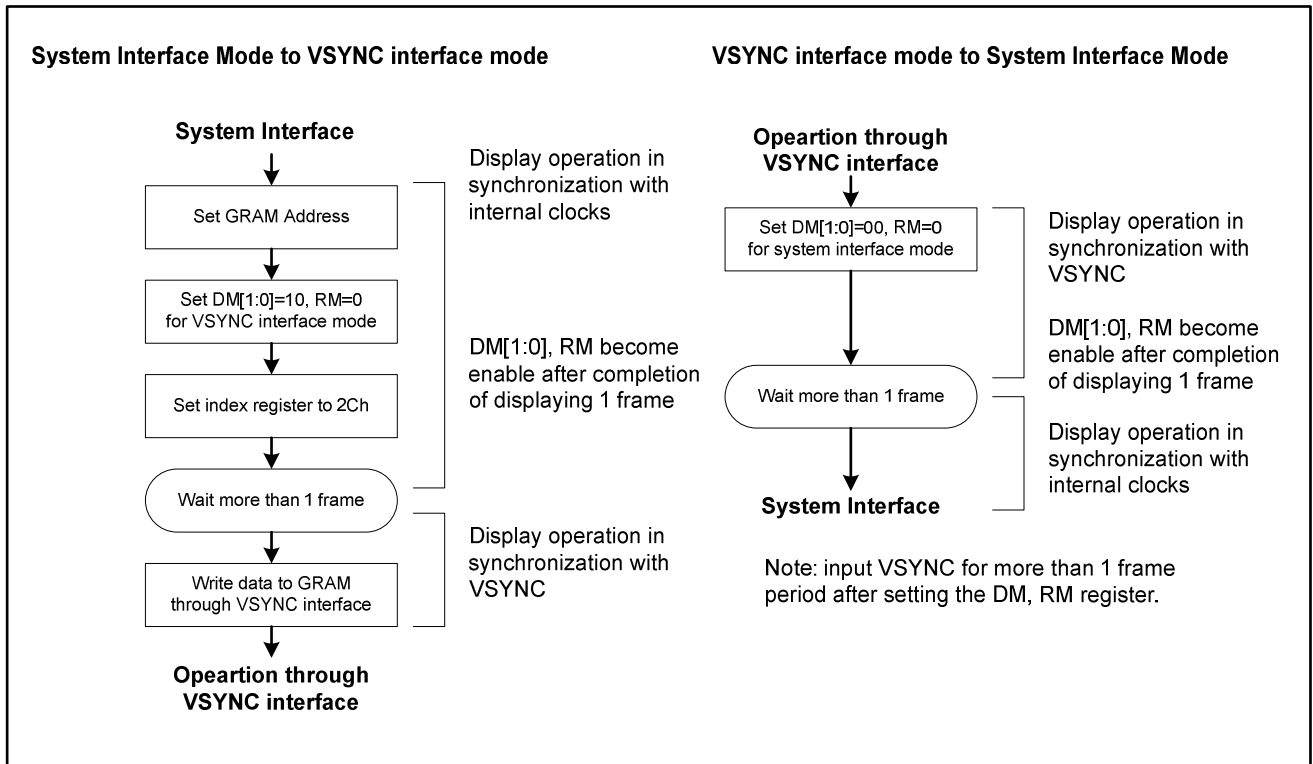 System Interface Mode to VSYNC interface mode
System Interface
Set GRAM Address
Set DM[1:0]=10, RM=0
for VSYNC interface mode
Set index register to 2Ch
Wait more than 1 frame
Write data to GRAM
through VSYNC interface
Opeartion through
VSYNC interface
Display operation in
synchronization with
internal clocks
DM[1:0], RM become
enable after completion
of displaying 1 frame
Display operation in
synchronization with
VSYNC
VSYNC interface mode to System Interface Mode
Opeartion through
VSYNC interface
Set DM[1:0]=00, RM=0
for system interface mode
Wait more than 1 frame
System Interface
Display operation in
synchronization with
VSYNC
DM[1:0], RM become
enable after completion
of displaying 1 frame
Display operation in
synchronization with
internal clocks
Note: input VSYNC for more than 1 frame
period after setting the DM, RM register.